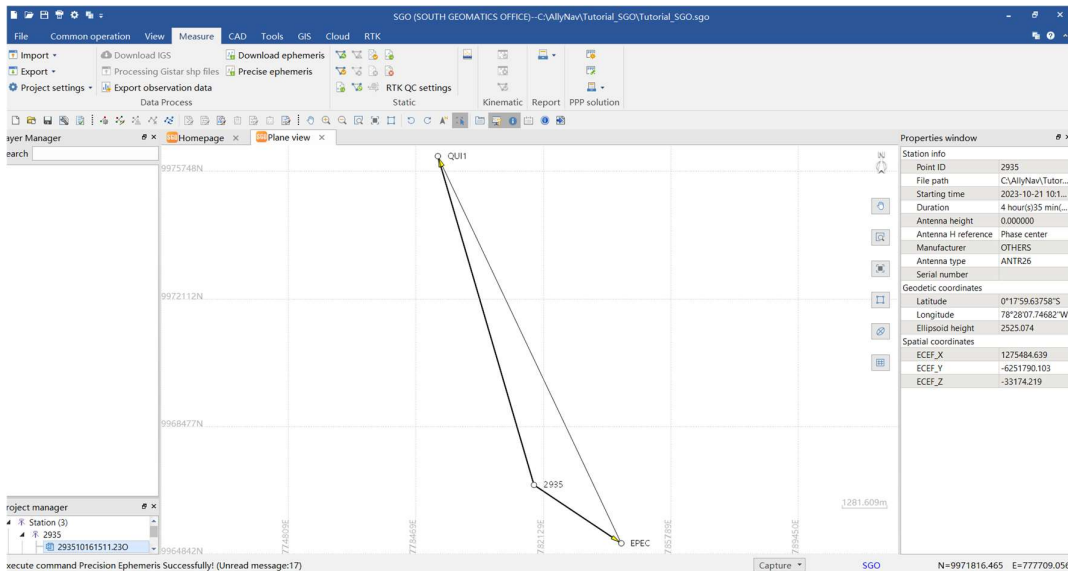 SGO (SOUTH GEOMATICS OFFICE)--C:\AllyNav\Tutorial_SGO\Tutorial_SGO.sgo
File Common operation View Measure CAD Tools GIS Cloud RTK
Import Download IGS Download ephemeris
Export Processing Gistar shp files Precise ephemeris
Project settings Export observation data RTK QC settings
Data Process Static Kinematic Report PPP solution
ayer Manager SGO Homepage × SGO Plane view × Properties window
earch
Station info
QUI1
9975748N
Point ID 2935
File path C:\AllyNav\Tutor...
Starting time 2023-10-21 10:1...
Duration 4 hour(s)35 min(...
Antenna height 0.000000
Antenna H reference Phase center
Manufacturer OTHERS
Antenna type ANTR26
Serial number
Geodetic coordinates
Latitude 0°17'59.63758"S
9972112N
Longitude 78°28'07.74682"W
Ellipsoid height 2525.074
Spatial coordinates
ECEF_X 1275484.639
ECEF_Y -6251790.103
ECEF_Z -33174.219
9968477N
2935
1281.609m
roject manager
Station (3)
2935
293510161511.23O
774809E 778469E 782129E 785789E 789450E
EPEC
9964842N
xecute command Precision Ephemeris Successfully! (Unread message:17) Capture SGO N=9971816.465 E=777709.056